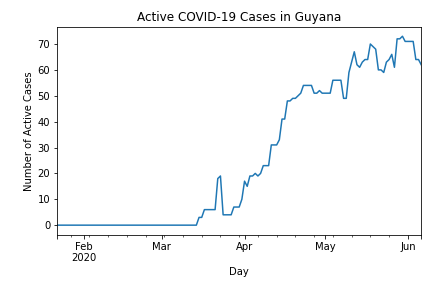 Active COVID-19 Cases in Guyana
Number of Active Cases
70
60
50
40
30
20
10
0
Feb Mar Apr May Jun
2020
Day